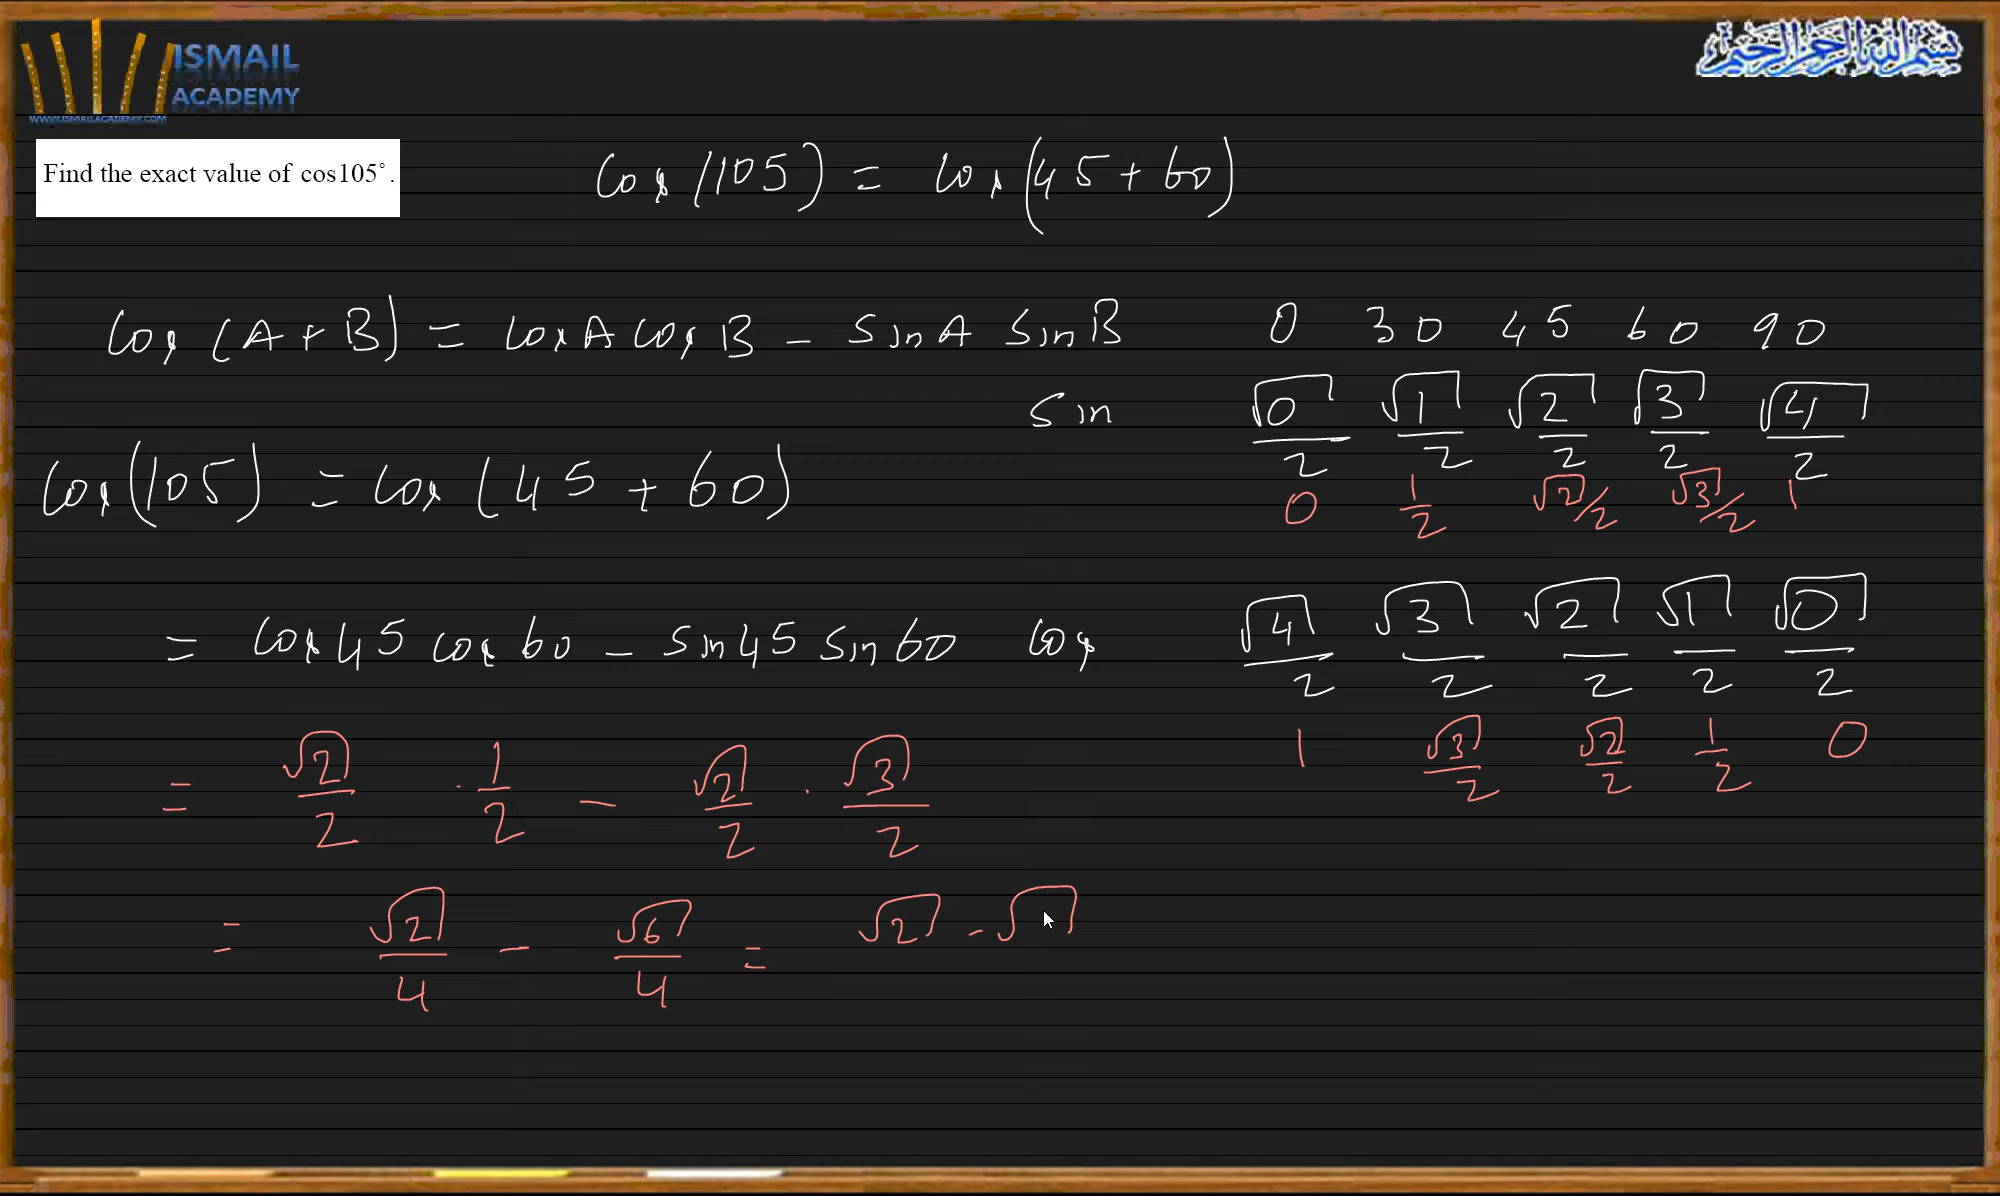 ISMAIL
ACADEMY
WWW.ISMAILACADEMY.COM
بسم الله الرحمن الرحيم
Find the exact value of cos105°.
cos(105) = cos(45+60)
cos(A+B) = cosA cosB - sinA sinB
0 30 45 60 90
sin √0/2 √1/2 √2/2 √3/2 √4/2
0 1/2 √2/2 √3/2 1
cos(105) = cos(45+60)
= cos45 cos60 - sin45 sin60
cos √4/2 √3/2 √2/2 √1/2 √0/2
1 √3/2 √2/2 1/2 0
= √2/2 · 1/2 - √2/2 · √3/2
= √2/4 - √6/4 = √2 - √